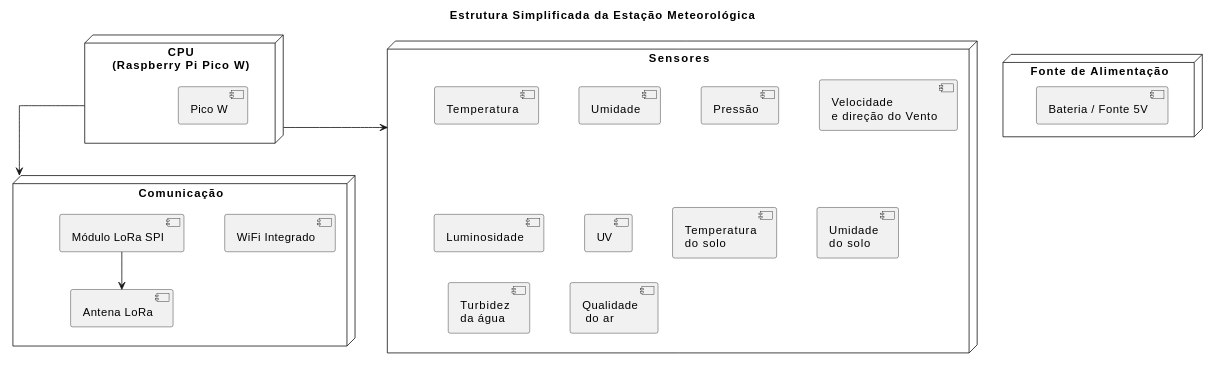 Estrutura Simplificada da Estação Meteorológica
CPU
(Raspberry Pi Pico W)
Pico W
Sensores
Temperatura
Umidade
Pressão
Velocidade
e direção do Vento
Luminosidade
UV
Temperatura
do solo
Umidade
do solo
Turbidez
da água
Qualidade
do ar
Fonte de Alimentação
Bateria / Fonte 5V
Comunicação
Módulo LoRa SPI
WiFi Integrado
Antena LoRa